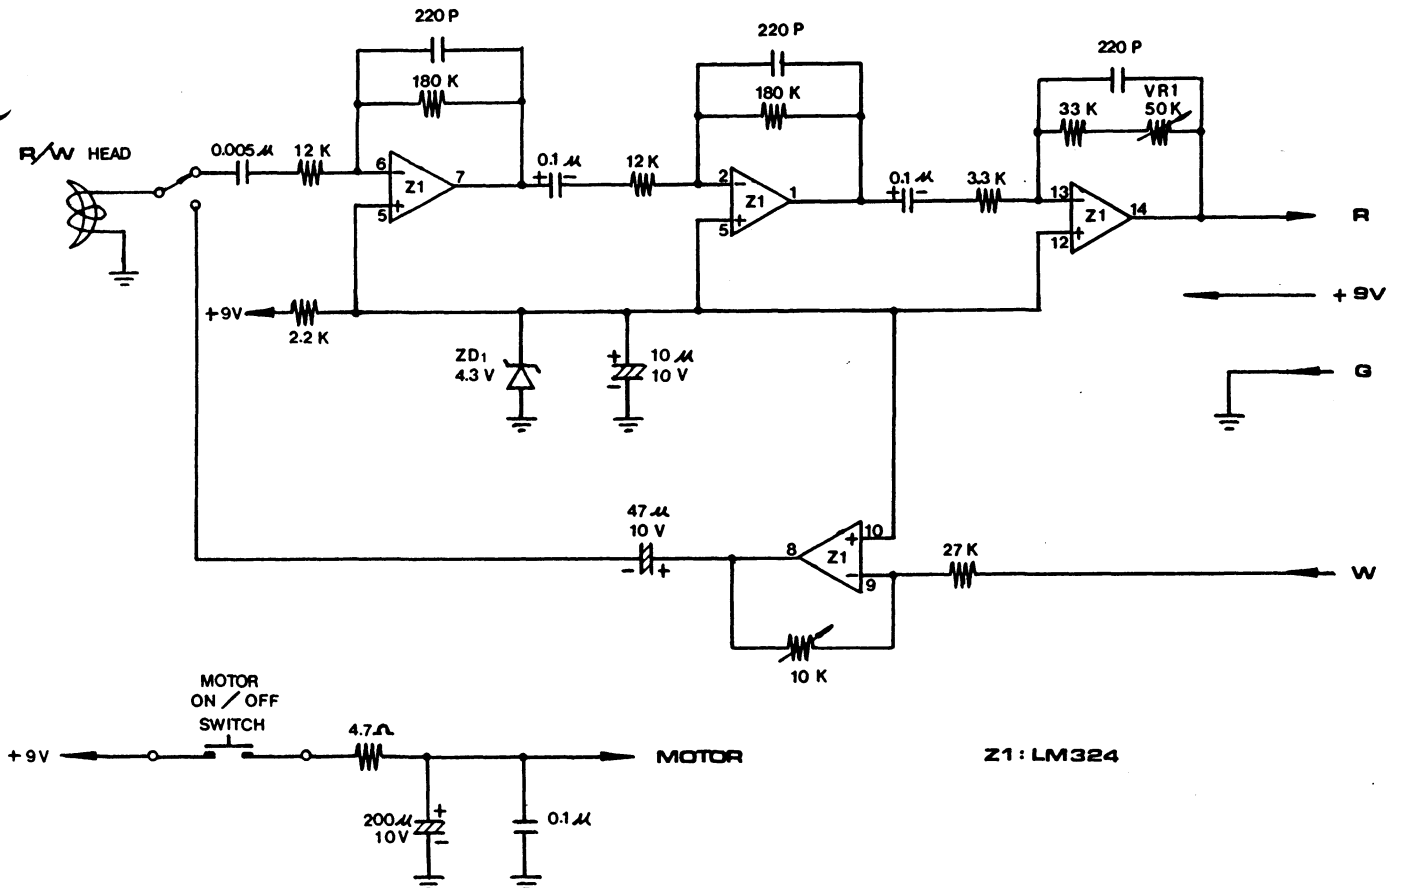 220 P
180 K
220 P
180 K
220 P
VR1
33 K 50 K
R/W HEAD
0.005 µ 12 K
6 − 7
Z1
5 +
0.1 µ
+ −
12 K
2 − 1
Z1
5 +
0.1 µ
+ −
3.3 K
13 − 14
Z1
12 +
R
+9V
2.2 K
+ 9V
ZD1
4.3 V
+ 10 µ
− 10 V
G
47 µ
10 V
− +
8 + 10
Z1
− 9
27 K
W
10 K
MOTOR
ON / OFF
SWITCH
+9V
4.7Ω
MOTOR
Z1 : LM324
200µ +
10V −
0.1µ